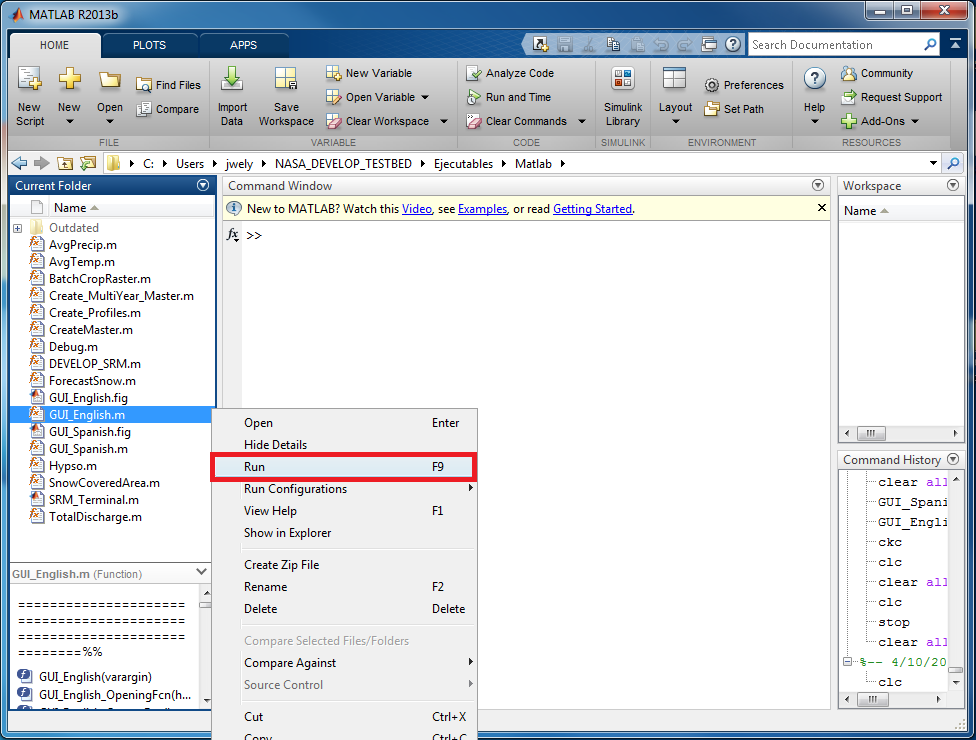 MATLAB R2013b
HOME PLOTS APPS
Search Documentation
New Script
New
Open
Find Files
Compare
Import Data
Save Workspace
New Variable
Open Variable
Clear Workspace
Analyze Code
Run and Time
Clear Commands
Simulink Library
Layout
Preferences
Set Path
Help
Community
Request Support
Add-Ons
FILE VARIABLE CODE SIMULINK ENVIRONMENT RESOURCES
C: Users jwely NASA_DEVELOP_TESTBED Ejecutables Matlab
Current Folder
Name
Outdated
AvgPrecip.m
AvgTemp.m
BatchCropRaster.m
Create_MultiYear_Master.m
Create_Profiles.m
CreateMaster.m
Debug.m
DEVELOP_SRM.m
ForecastSnow.m
GUI_English.fig
GUI_English.m
GUI_Spanish.fig
GUI_Spanish.m
Hypso.m
SnowCoveredArea.m
SRM_Terminal.m
TotalDischarge.m
GUI_English.m (Function)
=====================
=====================
=====================
========%%
GUI_English(varargin)
GUI_English_OpeningFcn(h...
Command Window
New to MATLAB? Watch this Video, see Examples, or read Getting Started.
fx >>
Open Enter
Hide Details
Run F9
Run Configurations
View Help F1
Show in Explorer
Create Zip File
Rename F2
Delete Delete
Compare Selected Files/Folders
Compare Against
Source Control
Cut Ctrl+X
Copy Ctrl+C
Workspace
Name
Command History
clear all
GUI_Spani
GUI_Engli
ckc
clc
clear all
clc
stop
clear all
%-- 4/10/20
clc